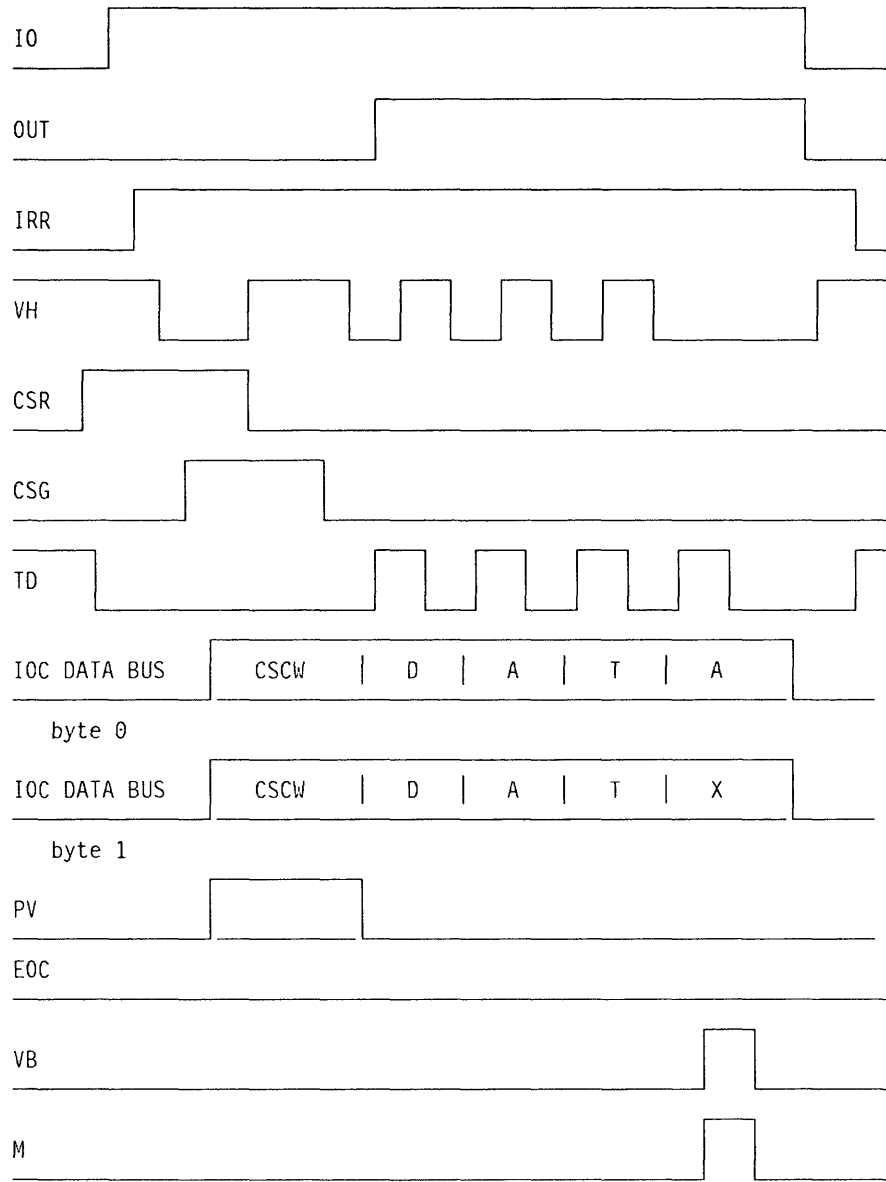 IO
OUT
IRR
VH
CSR
CSG
TD
IOC DATA BUS CSCW | D | A | T | A
byte 0
IOC DATA BUS CSCW | D | A | T | X
byte 1
PV
EOC
VB
M